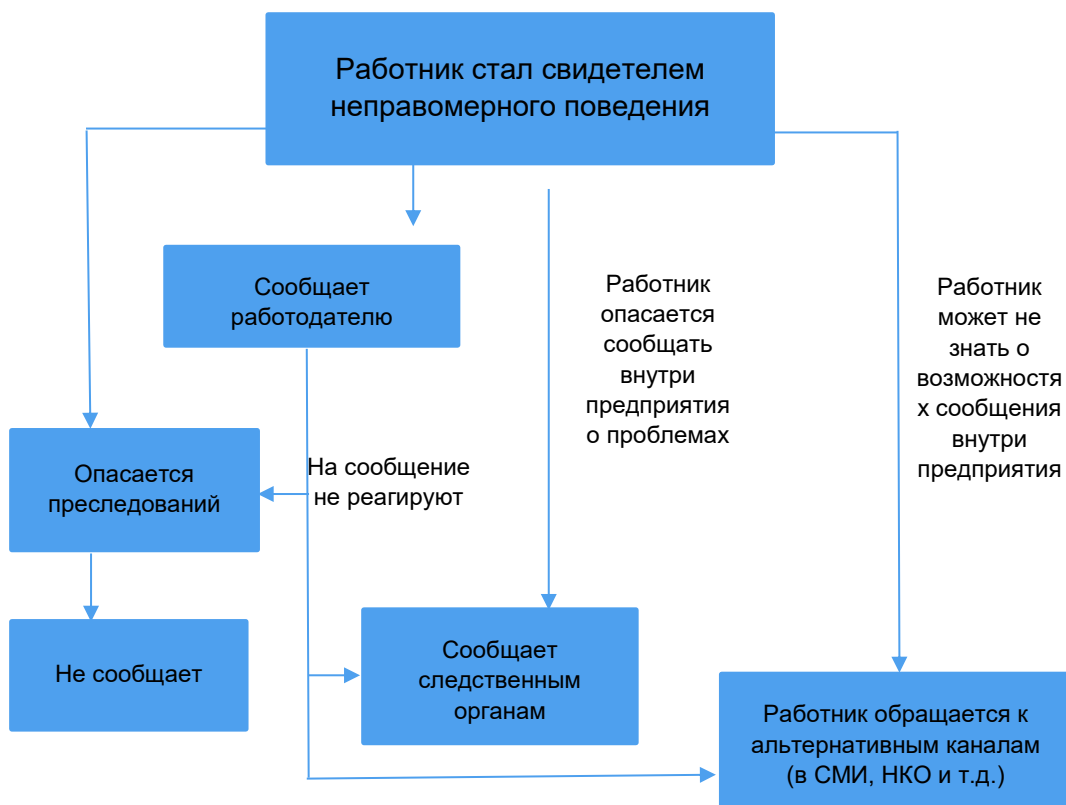 Работник стал свидетелем
неправомерного поведения
Сообщает
работодателю
Работник
опасается
сообщать
внутри
предприятия
о проблемах
Работник
может не
знать о
возможностя
х сообщения
внутри
предприятия
Опасается
преследований
На сообщение
не реагируют
Не сообщает
Сообщает
следственным
органам
Работник обращается к
альтернативным каналам
(в СМИ, НКО и т.д.)